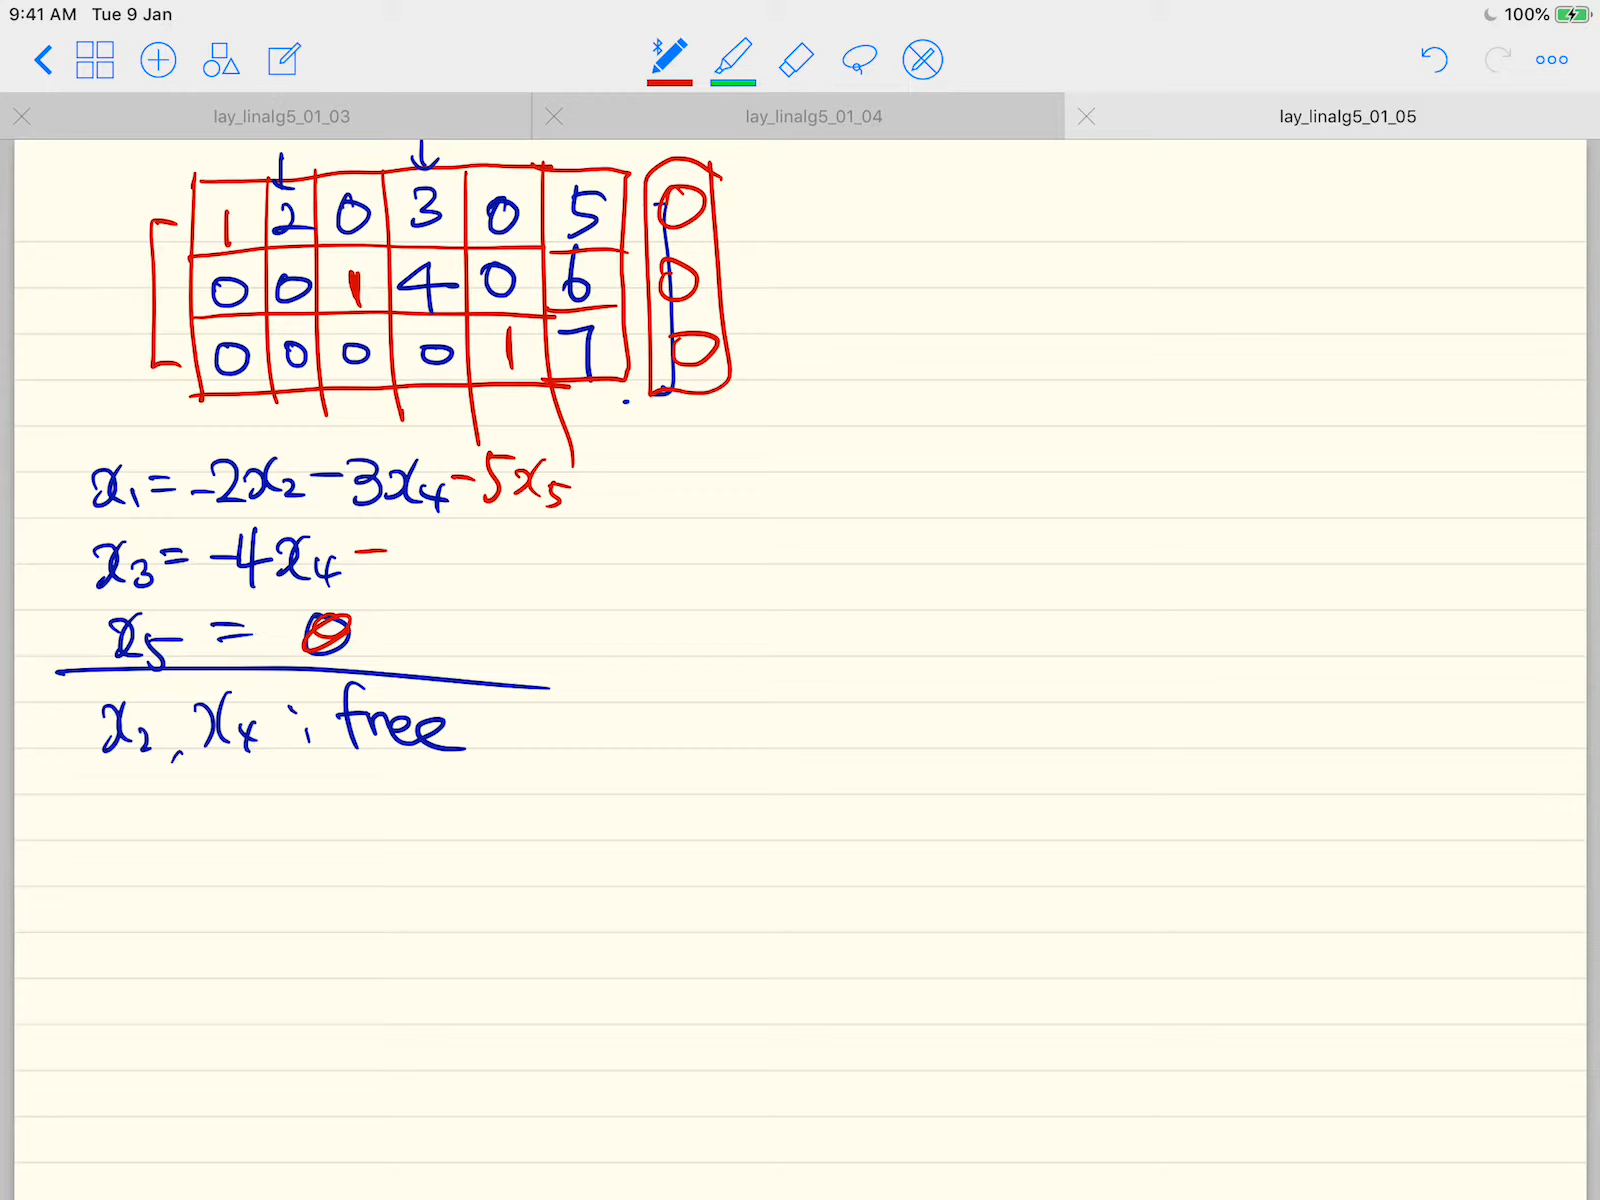 9:41 AM Tue 9 Jan 100%
lay_linalg5_01_03 lay_linalg5_01_04 lay_linalg5_01_05
1 2 0 3 0 5 0
0 0 1 4 0 6 0
0 0 0 0 1 7 0
x₁ = -2x₂ - 3x₄ - 5x₅
x₃ = -4x₄ -
x₅ = 0
x₂, x₄ : free